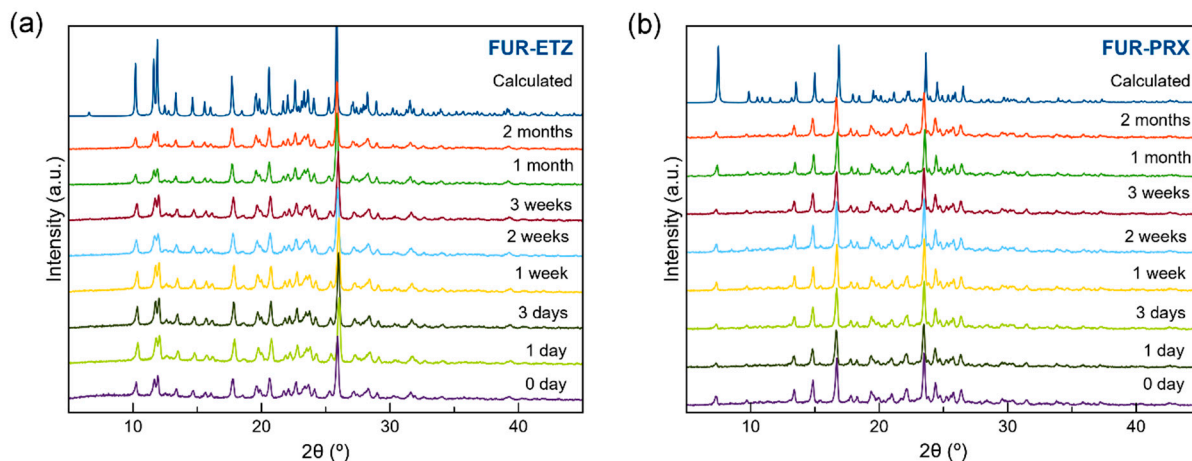 (a)
FUR-ETZ
Calculated
2 months
1 month
3 weeks
2 weeks
1 week
3 days
1 day
0 day
Intensity (a.u.)
10 20 30 40
2θ (º)
(b)
FUR-PRX
Calculated
2 months
1 month
3 weeks
2 weeks
1 week
3 days
1 day
0 day
Intensity (a.u.)
10 20 30 40
2θ (º)